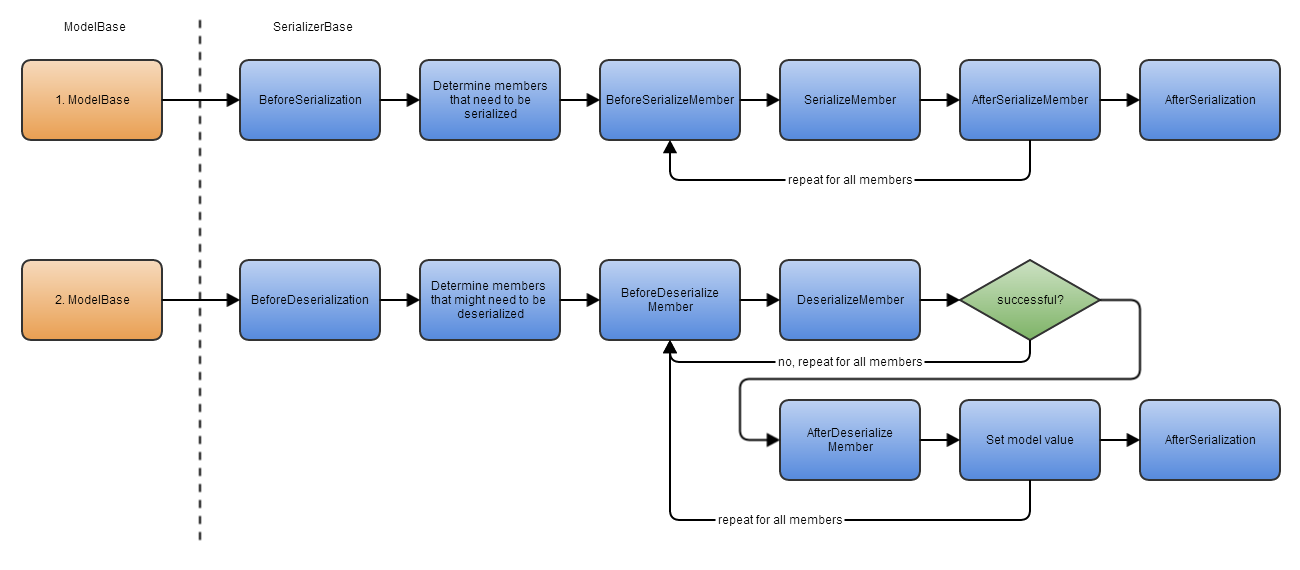 ModelBase
SerializerBase
1. ModelBase
BeforeSerialization
Determine members
that need to be
serialized
BeforeSerializeMember
SerializeMember
AfterSerializeMember
AfterSerialization
repeat for all members
2. ModelBase
BeforeDeserialization
Determine members
that might need to be
deserialized
BeforeDeserialize
Member
DeserializeMember
successful?
no, repeat for all members
AfterDeserialize
Member
Set model value
AfterSerialization
repeat for all members